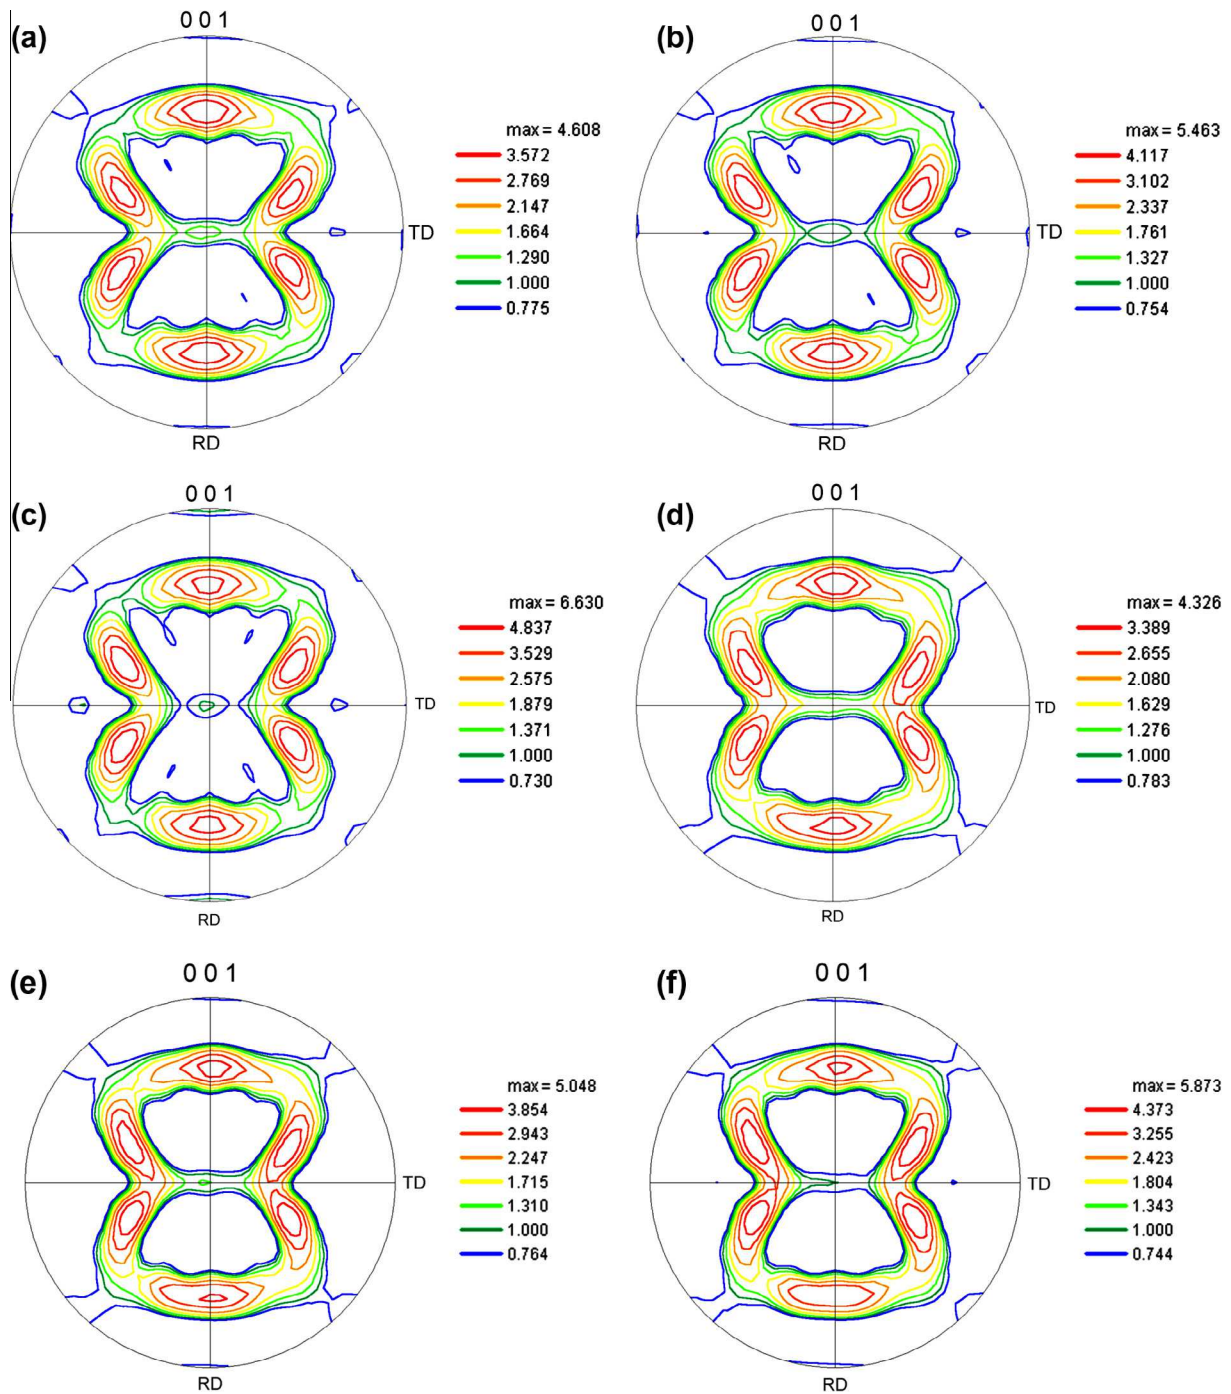 (a)
0 0 1
max = 4.608
3.572
2.769
2.147
1.664
1.290
1.000
0.775
TD
RD
(b)
0 0 1
max = 5.463
4.117
3.102
2.337
1.761
1.327
1.000
0.754
TD
RD
(c)
0 0 1
max = 6.630
4.837
3.529
2.575
1.879
1.371
1.000
0.730
TD
RD
(d)
0 0 1
max = 4.326
3.389
2.655
2.080
1.629
1.276
1.000
0.783
TD
RD
(e)
0 0 1
max = 5.048
3.854
2.943
2.247
1.715
1.310
1.000
0.764
TD
RD
(f)
0 0 1
max = 5.873
4.373
3.255
2.423
1.804
1.343
1.000
0.744
TD
RD